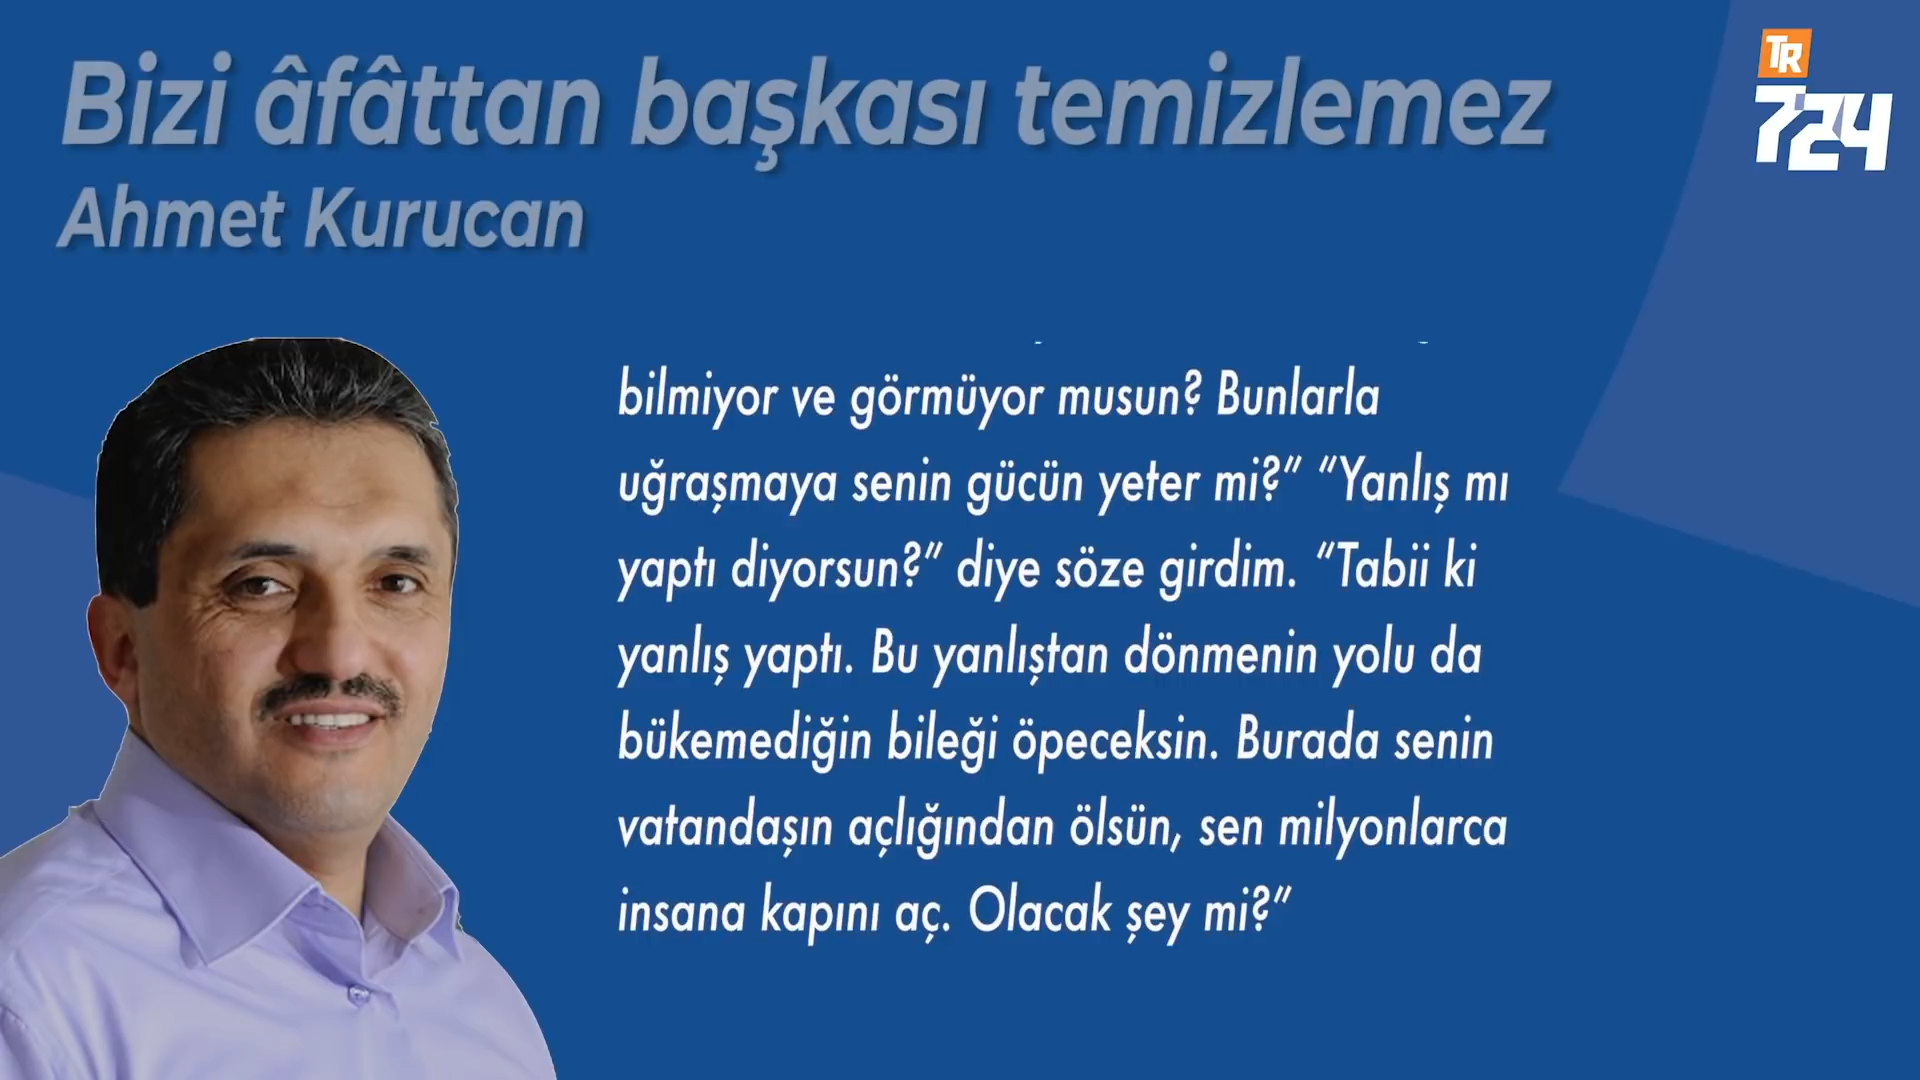 Bizi âfâttan başkası temizlemez
Ahmet Kurucan
TR
724
bilmiyor ve görmüyor musun? Bunlarla
uğraşmaya senin gücün yeter mi?” “Yanlış mı
yaptı diyorsun?” diye söze girdim. “Tabii ki
yanlış yaptı. Bu yanlıştan dönmenin yolu da
bükemediğin bileği öpeceksin. Burada senin
vatandaşın açlığından ölsün, sen milyonlarca
insana kapını aç. Olacak şey mi?”